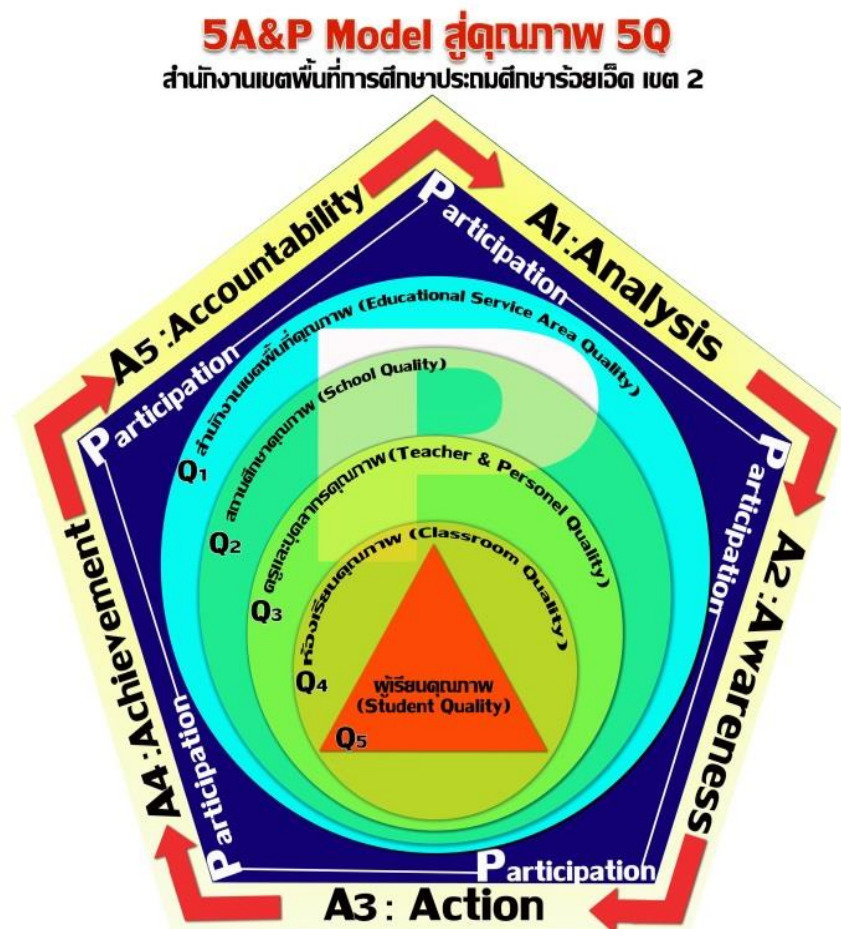 5A&P Model สู่คุณภาพ 5Q
สำนักงานเขตพื้นที่การศึกษาประถมศึกษาร้อยเอ็ด เขต 2
A1:Analysis
A2:Awareness
A3: Action
A4:Achievement
A5:Accountability
Participation
Participation
Participation
Participation
Participation
P
Q1 สำนักงานเขตพื้นที่คุณภาพ (Educational Service Area Quality)
Q2 สถานศึกษาคุณภาพ (School Quality)
Q3 ครูและบุคลากรคุณภาพ(Teacher & Personel Quality)
Q4 ห้องเรียนคุณภาพ (Classroom Quality)
ผู้เรียนคุณภาพ
(Student Quality)
Q5